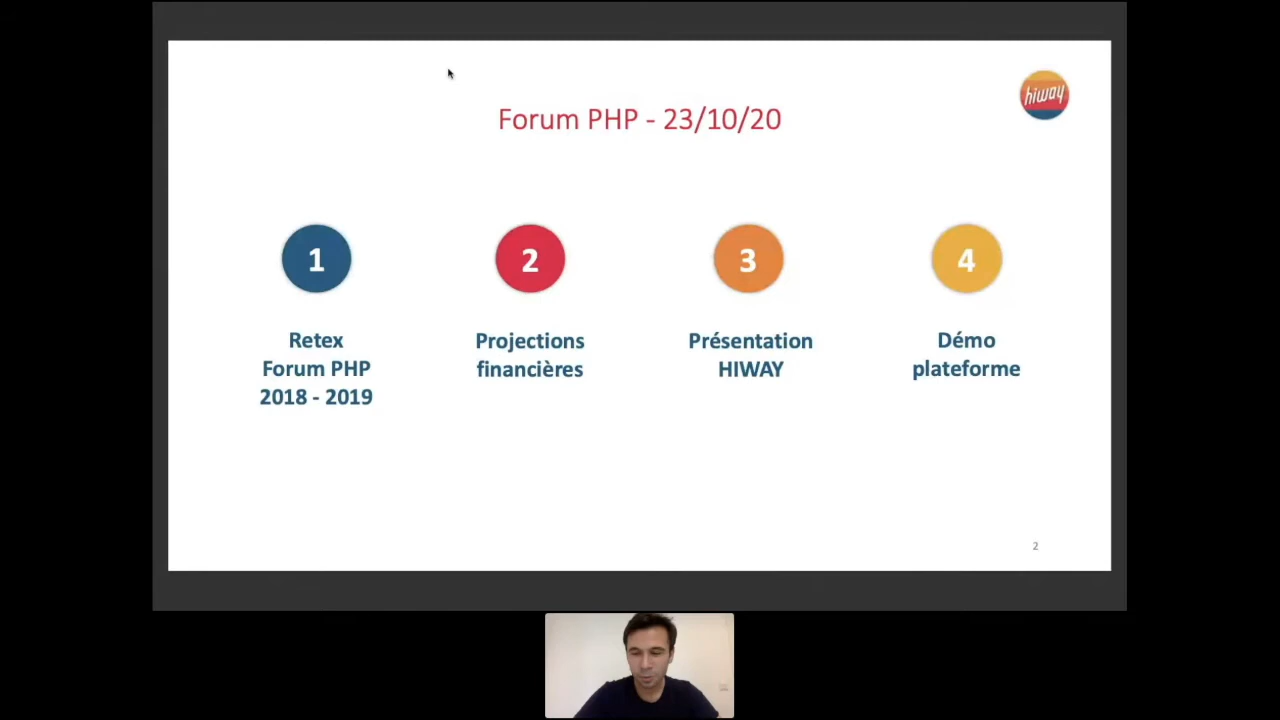 hiway
Forum PHP - 23/10/20
1
2
3
4
Retex
Forum PHP
2018 - 2019
Projections
financières
Présentation
HIWAY
Démo
plateforme
2